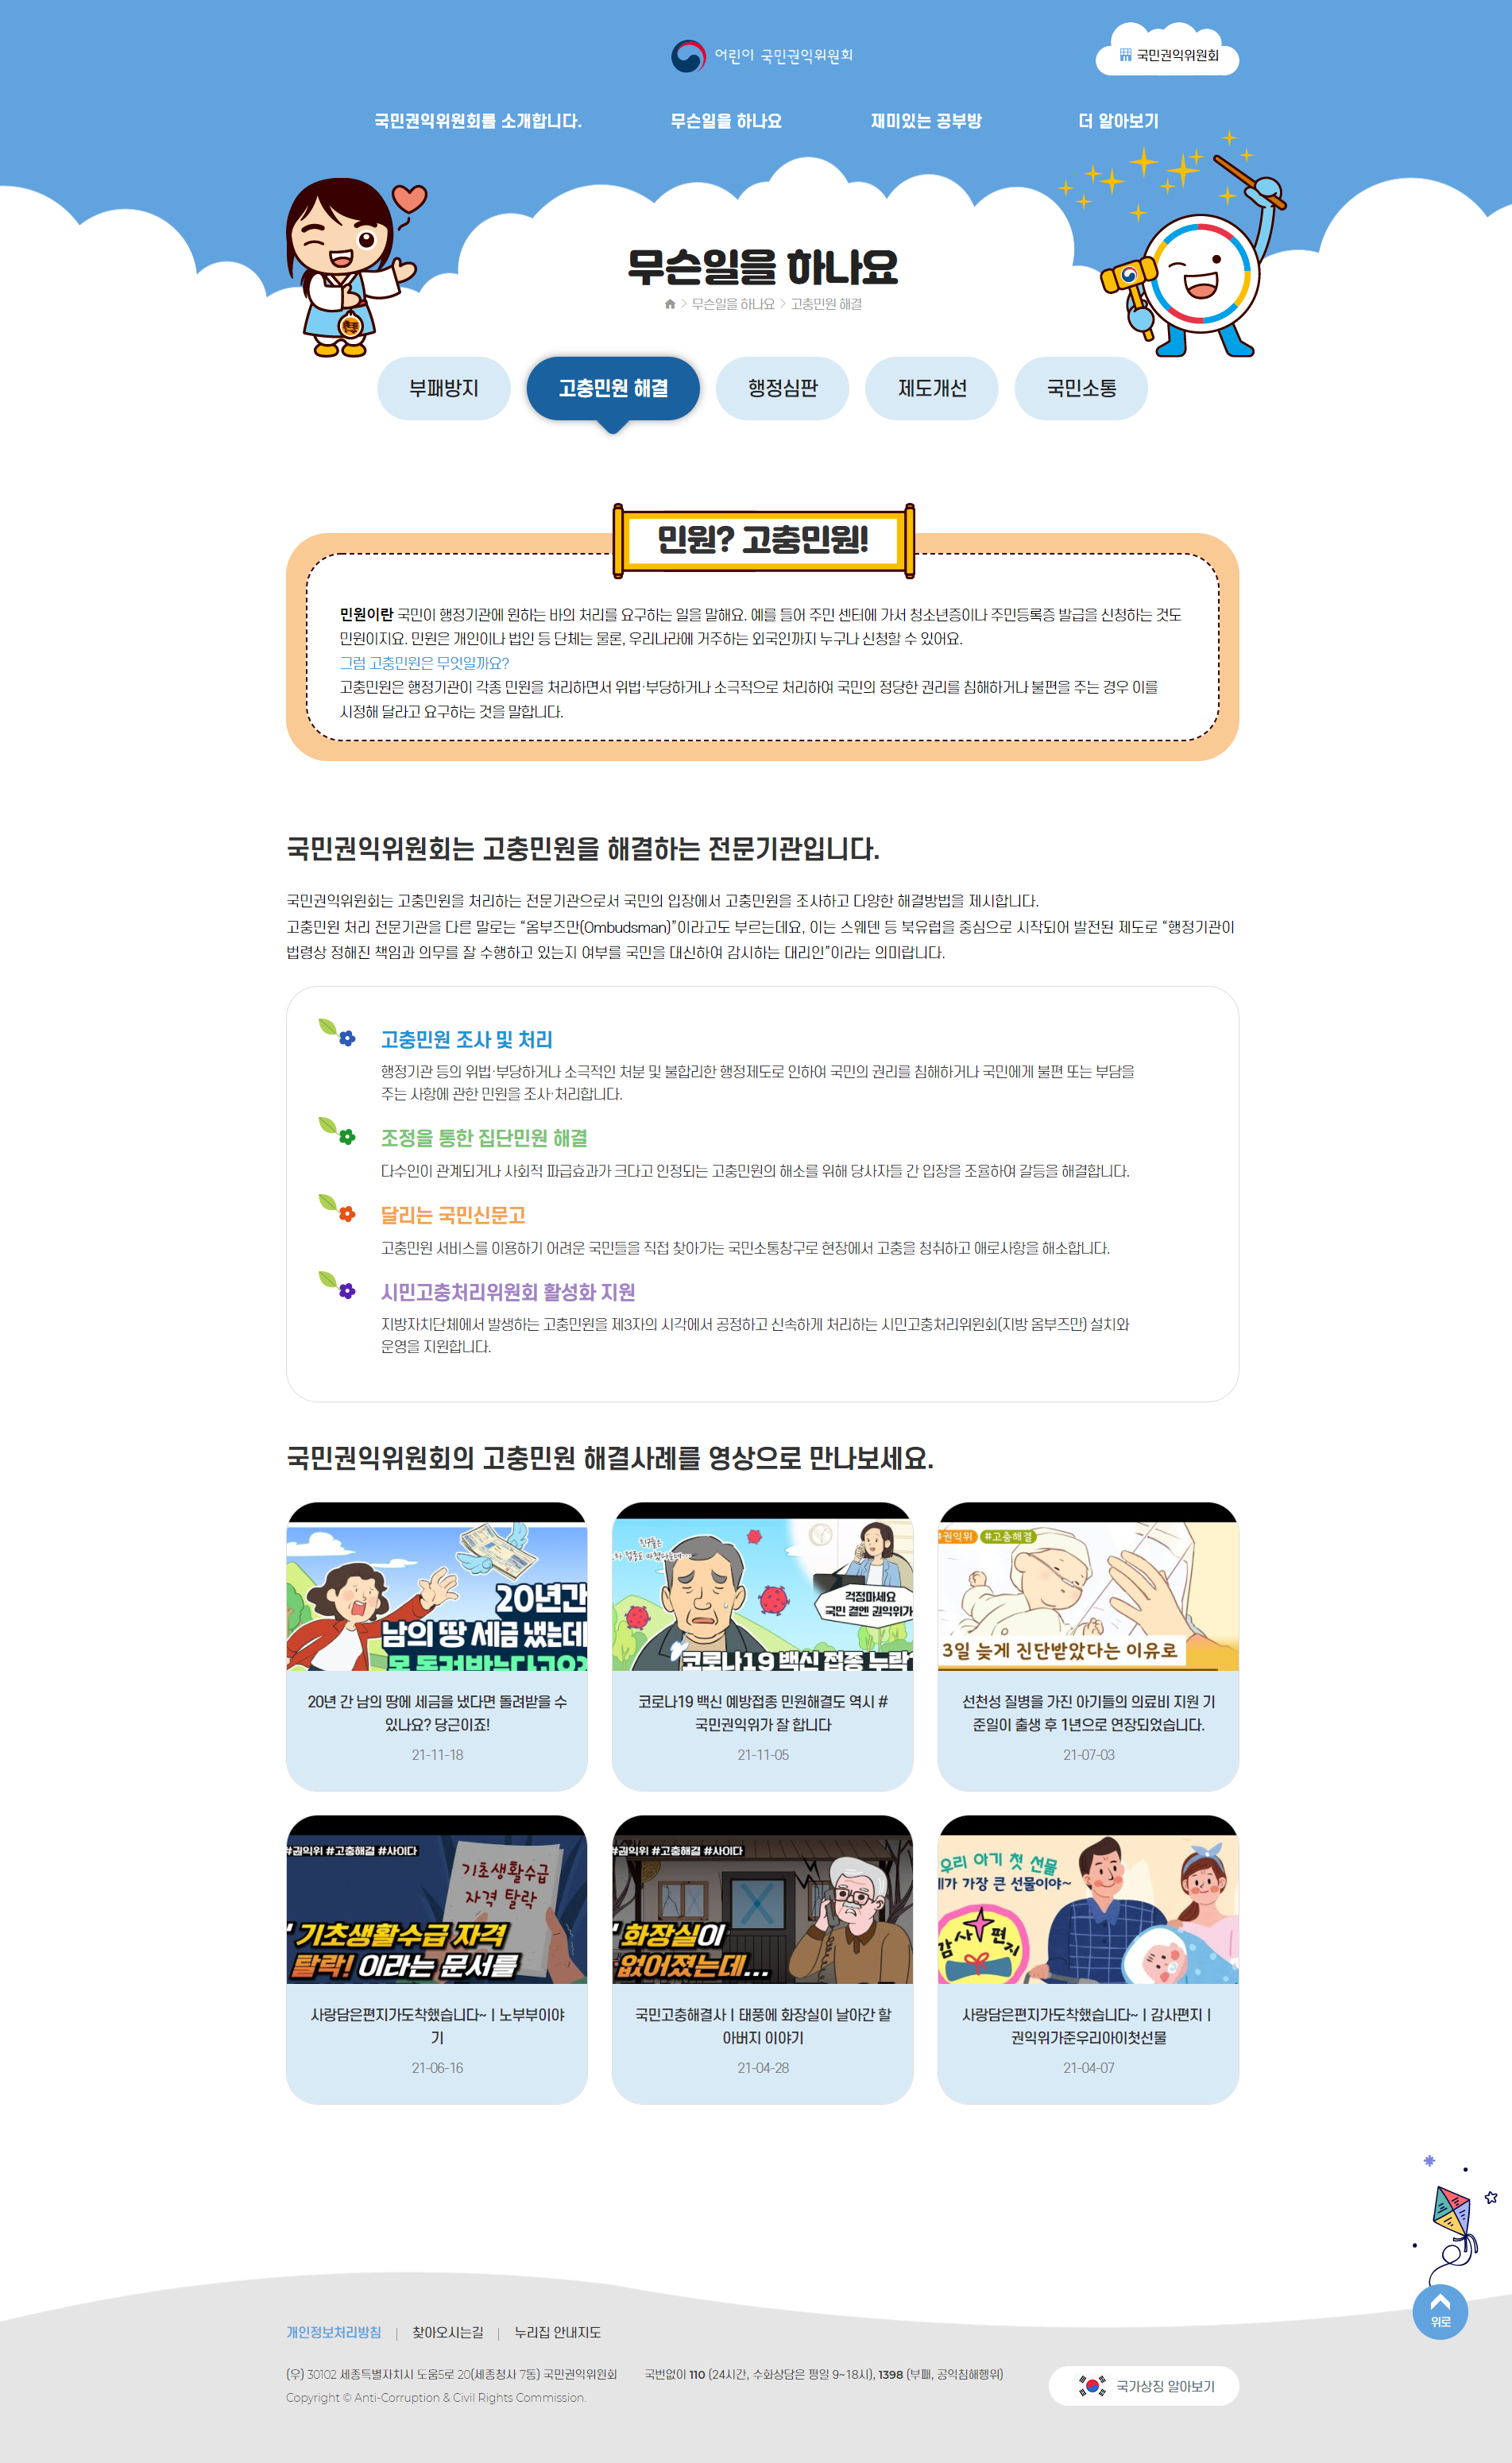 어린이 국민권익위원회
국민권익위원회
국민권익위원회를 소개합니다.
무슨일을 하나요
재미있는 공부방
더 알아보기
무슨일을 하나요
무슨일을 하나요 > 고충민원 해결
부패방지
고충민원 해결
행정심판
제도개선
국민소통
민원? 고충민원!
민원이란 국민이 행정기관에 원하는 바의 처리를 요구하는 일을 말해요. 예를 들어 주민 센터에 가서 청소년증이나 주민등록증 발급을 신청하는 것도
민원이지요. 민원은 개인이나 법인 등 단체는 물론, 우리나라에 거주하는 외국인까지 누구나 신청할 수 있어요.
그럼 고충민원은 무엇일까요?
고충민원은 행정기관이 각종 민원을 처리하면서 위법·부당하거나 소극적으로 처리하여 국민의 정당한 권리를 침해하거나 불편을 주는 경우 이를
시정해 달라고 요구하는 것을 말합니다.
국민권익위원회는 고충민원을 해결하는 전문기관입니다.
국민권익위원회는 고충민원을 처리하는 전문기관으로서 국민의 입장에서 고충민원을 조사하고 다양한 해결방법을 제시합니다.
고충민원 처리 전문기관을 다른 말로는 “옴부즈만(Ombudsman)”이라고도 부르는데요, 이는 스웨덴 등 북유럽을 중심으로 시작되어 발전된 제도로 “행정기관이
법령상 정해진 책임과 의무를 잘 수행하고 있는지 여부를 국민을 대신하여 감시하는 대리인”이라는 의미랍니다.
고충민원 조사 및 처리
행정기관 등의 위법·부당하거나 소극적인 처분 및 불합리한 행정제도로 인하여 국민의 권리를 침해하거나 국민에게 불편 또는 부담을
주는 사항에 관한 민원을 조사·처리합니다.
조정을 통한 집단민원 해결
다수인이 관계되거나 사회적 파급효과가 크다고 인정되는 고충민원의 해소를 위해 당사자들 간 입장을 조율하여 갈등을 해결합니다.
달리는 국민신문고
고충민원 서비스를 이용하기 어려운 국민들을 직접 찾아가는 국민소통창구로 현장에서 고충을 청취하고 애로사항을 해소합니다.
시민고충처리위원회 활성화 지원
지방자치단체에서 발생하는 고충민원을 제3자의 시각에서 공정하고 신속하게 처리하는 시민고충처리위원회(지방 옴부즈만) 설치와
운영을 지원합니다.
국민권익위원회의 고충민원 해결사례를 영상으로 만나보세요.
20년간
남의 땅 세금 냈는데
못 돌려받는다고요?
20년 간 남의 땅에 세금을 냈다면 돌려받을 수
있나요? 당근이죠!
21-11-18
친구들은
걱정마세요
국민 곁엔 권익위가
코로나19 백신 접종 누락
코로나19 백신 예방접종 민원해결도 역시 #
국민권익위가 잘 합니다
21-11-05
#권익위 #고충해결
3일 늦게 진단받았다는 이유로
선천성 질병을 가진 아기들의 의료비 지원 기
준일이 출생 후 1년으로 연장되었습니다.
21-07-03
#권익위 #고충해결 #사이다
기초생활수급
자격 탈락
기초생활수급 자격
탈락! 이라는 문서를
사랑담은편지가도착했습니다~ | 노부부이야
기
21-06-16
#권익위 #고충해결 #사이다
화장실이
없어졌는데...
국민고충해결사 | 태풍에 화장실이 날아간 할
아버지 이야기
21-04-28
우리 아기 첫 선물
네가 가장 큰 선물이야~
감사 편지
사랑담은편지가도착했습니다~ | 감사편지 |
권익위가준우리아이첫선물
21-04-07
위로
개인정보처리방침
찾아오시는길
누리집 안내지도
(우) 30102 세종특별자치시 도움5로 20(세종청사 7동) 국민권익위원회
국번없이 110 (24시간, 수화상담은 평일 9~18시), 1398 (부패, 공익침해행위)
Copyright © Anti-Corruption & Civil Rights Commission.
국가상징 알아보기